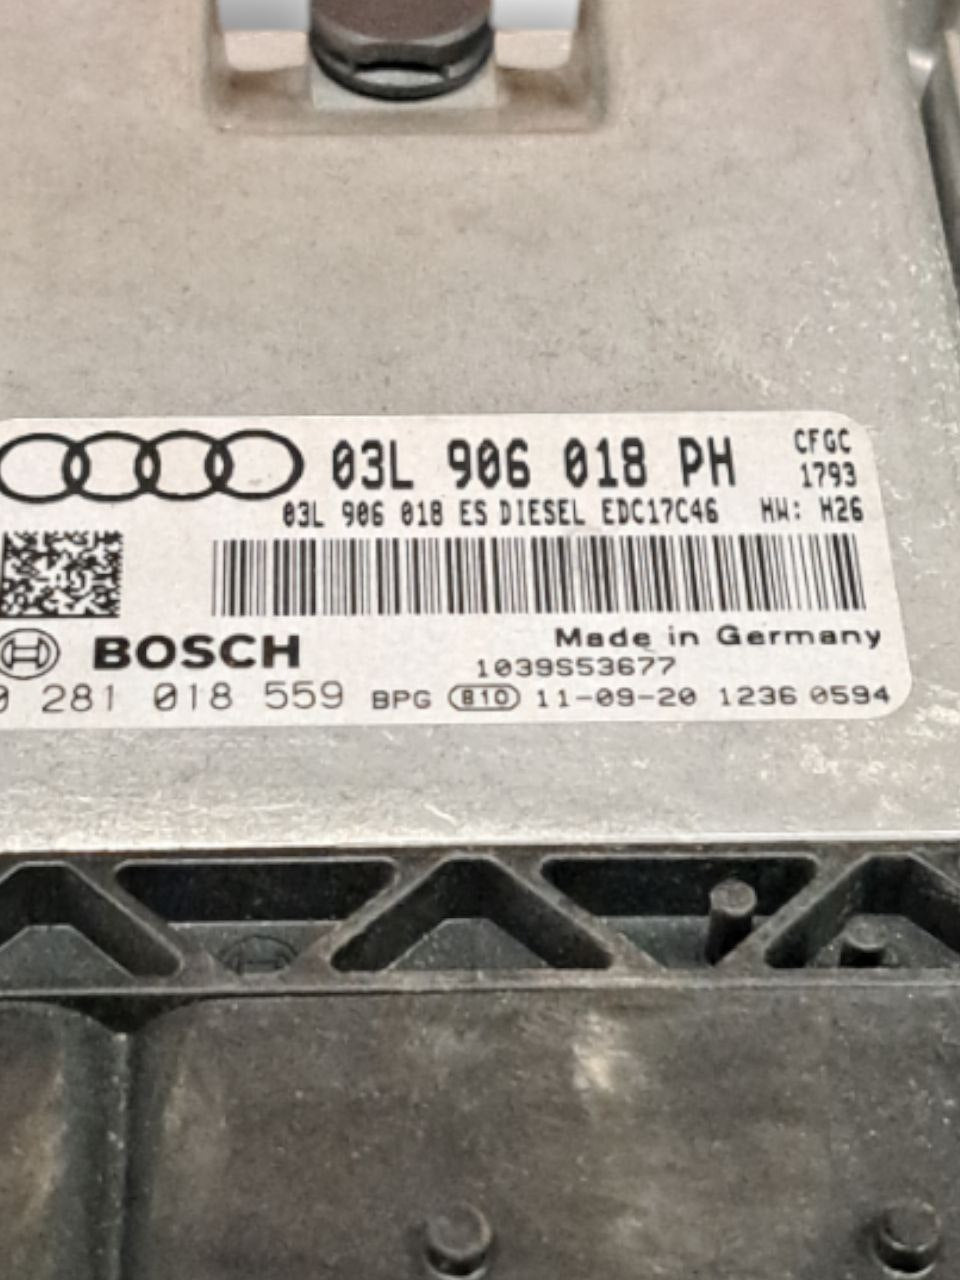 03L 906 018 PH
CFGC
1793
03L 906 018 ES DIESEL EDC17C46 HW: H26
BOSCH
Made in Germany
1039S53677
0 281 018 559 BPG 810 11-09-20 1236 0594